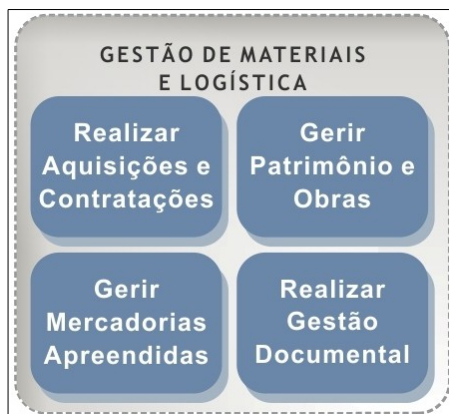 GESTÃO DE MATERIAIS
E LOGÍSTICA
Realizar
Aquisições e
Contratações
Gerir
Patrimônio e
Obras
Gerir
Mercadorias
Apreendidas
Realizar
Gestão
Documental